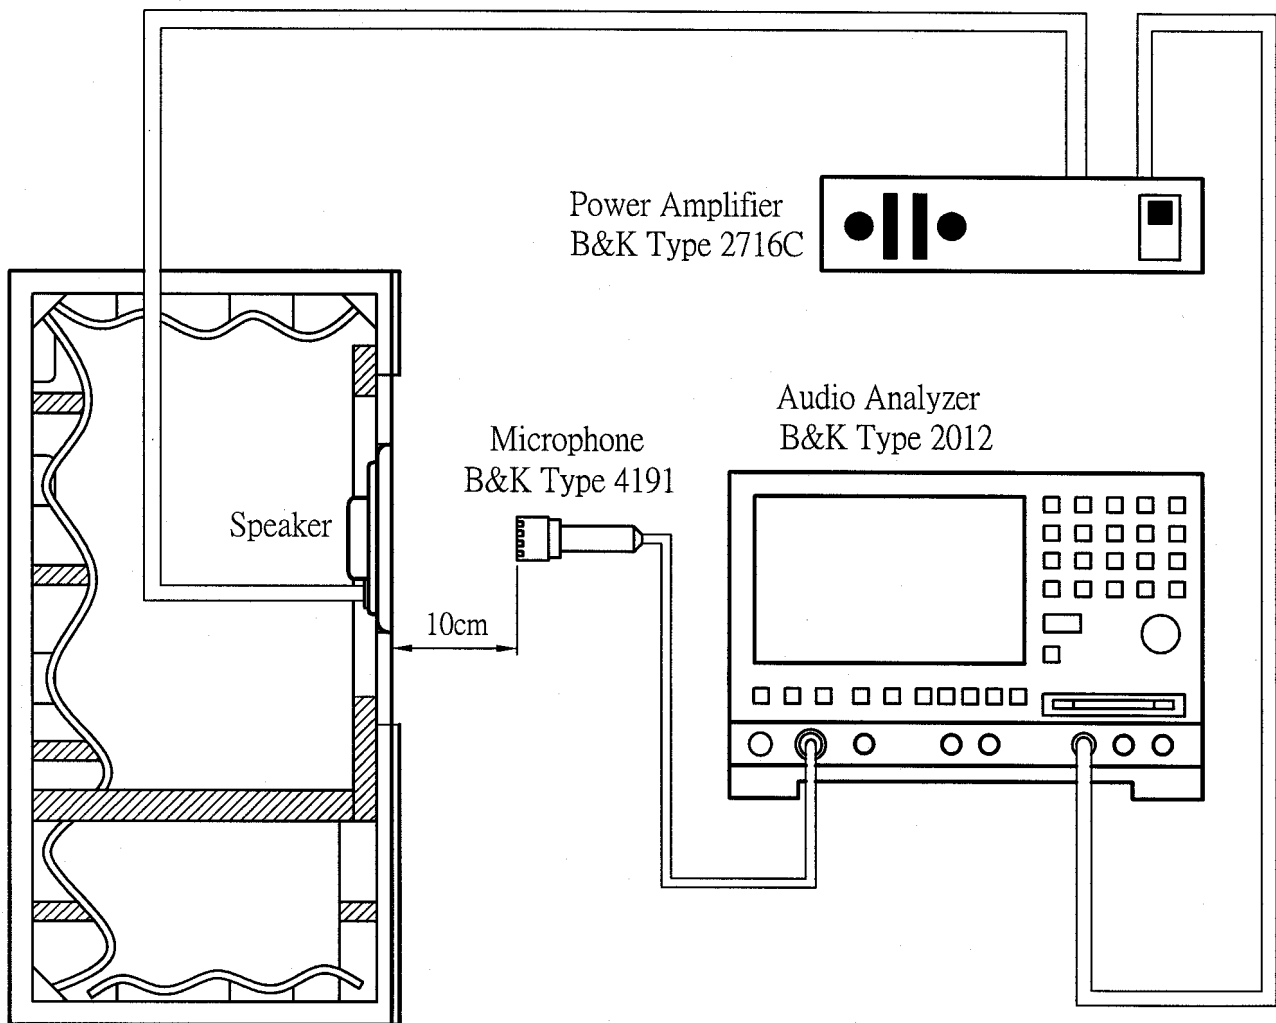 Power Amplifier
B&K Type 2716C
Audio Analyzer
B&K Type 2012
Microphone
B&K Type 4191
Speaker
10cm